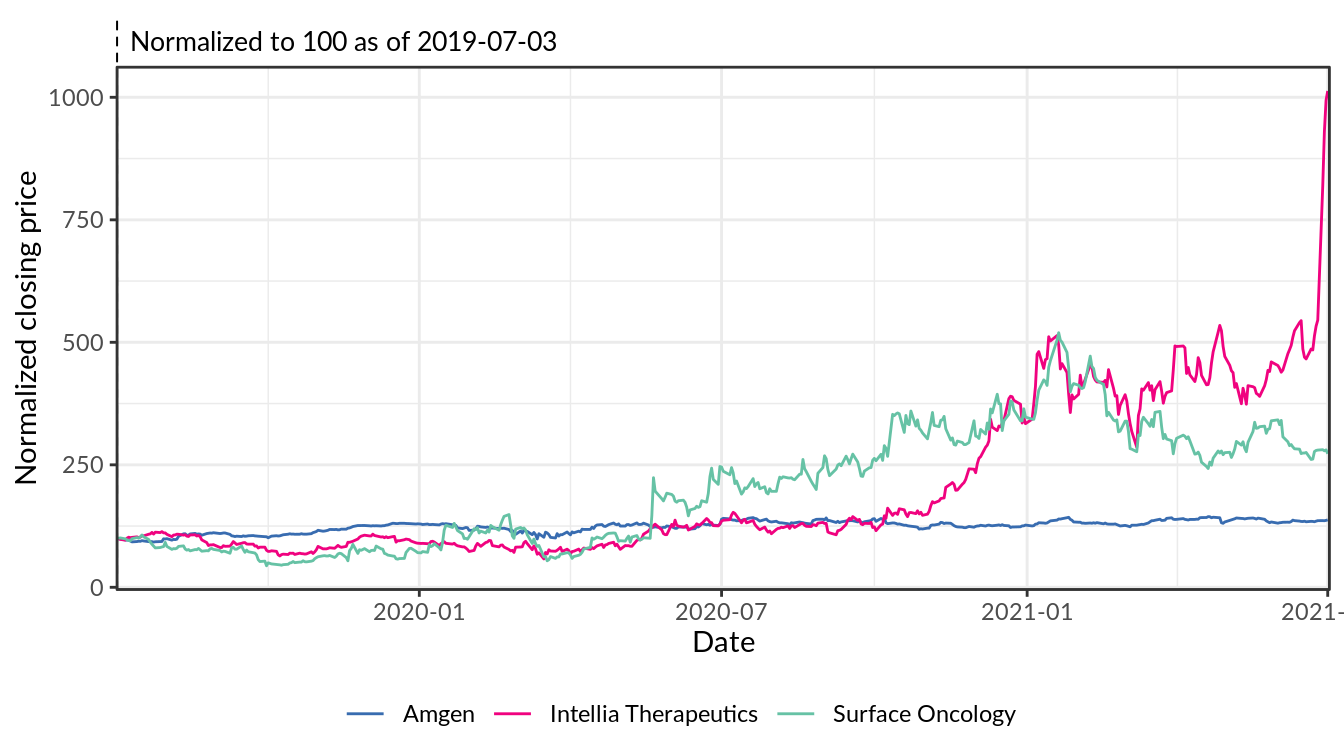 Normalized to 100 as of 2019-07-03
Normalized closing price
1000
750
500
250
0
2020-01 2020-07 2021-01 2021-
Date
Amgen Intellia Therapeutics Surface Oncology